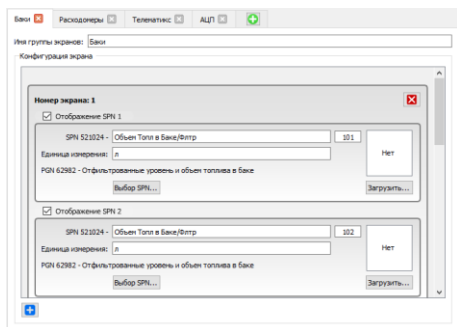 Баки Расходомеры Телематикс АЦП
Имя группы экранов: Баки
Конфигурация экрана
Номер экрана: 1
Отображение SPN 1
SPN 521024 - Объем Топл в Баке/Флтр 101
Нет
Единица измерения: л
PGN 62982 - Отфильтрованные уровень и объем топлива в баке
Выбор SPN... Загрузить...
Отображение SPN 2
SPN 521024 - Объем Топл в Баке/Флтр 102
Нет
Единица измерения: л
PGN 62982 - Отфильтрованные уровень и объем топлива в баке
Выбор SPN... Загрузить...